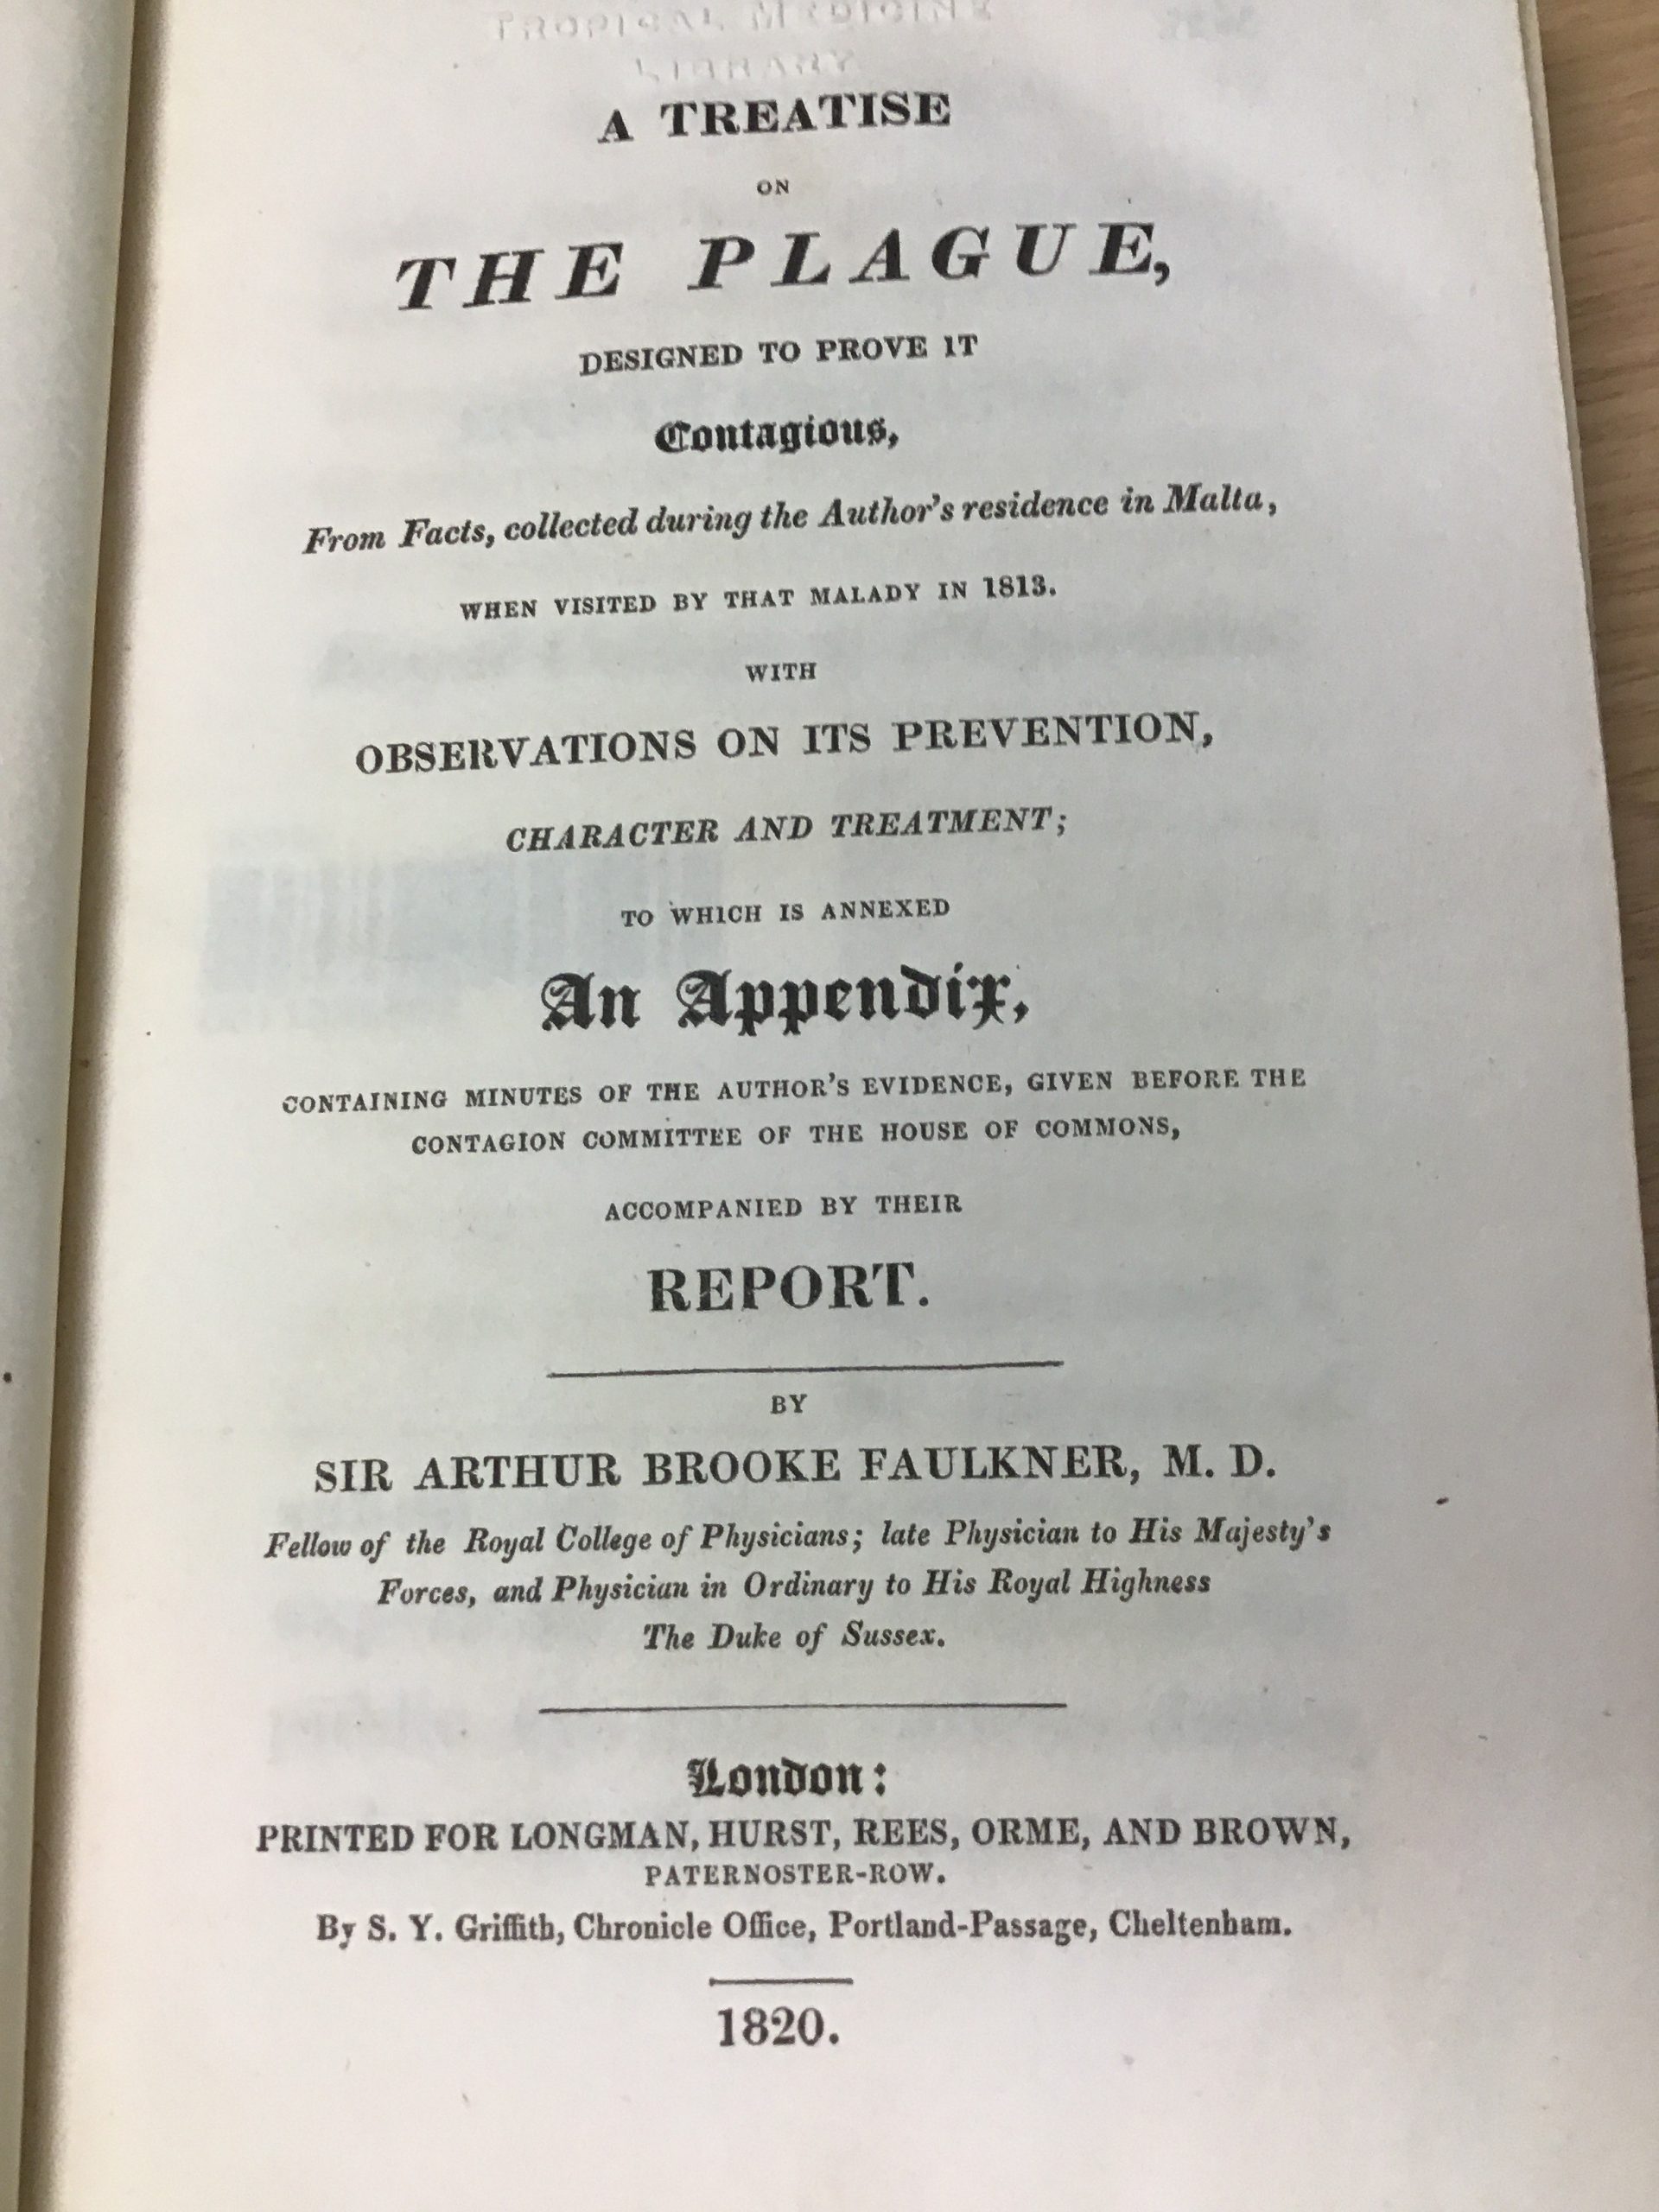 TROPICAL MEDICINE
LIBRARY
A TREATISE
ON
THE PLAGUE,
DESIGNED TO PROVE IT
Contagious,
From Facts, collected during the Author's residence in Malta,
WHEN VISITED BY THAT MALADY IN 1813.
WITH
OBSERVATIONS ON ITS PREVENTION,
CHARACTER AND TREATMENT;
TO WHICH IS ANNEXED
An Appendix,
CONTAINING MINUTES OF THE AUTHOR'S EVIDENCE, GIVEN BEFORE THE
CONTAGION COMMITTEE OF THE HOUSE OF COMMONS,
ACCOMPANIED BY THEIR
REPORT.
BY
SIR ARTHUR BROOKE FAULKNER, M. D.
Fellow of the Royal College of Physicians; late Physician to His Majesty's
Forces, and Physician in Ordinary to His Royal Highness
The Duke of Sussex.
London:
PRINTED FOR LONGMAN, HURST, REES, ORME, AND BROWN,
PATERNOSTER-ROW.
By S. Y. Griffith, Chronicle Office, Portland-Passage, Cheltenham.
1820.